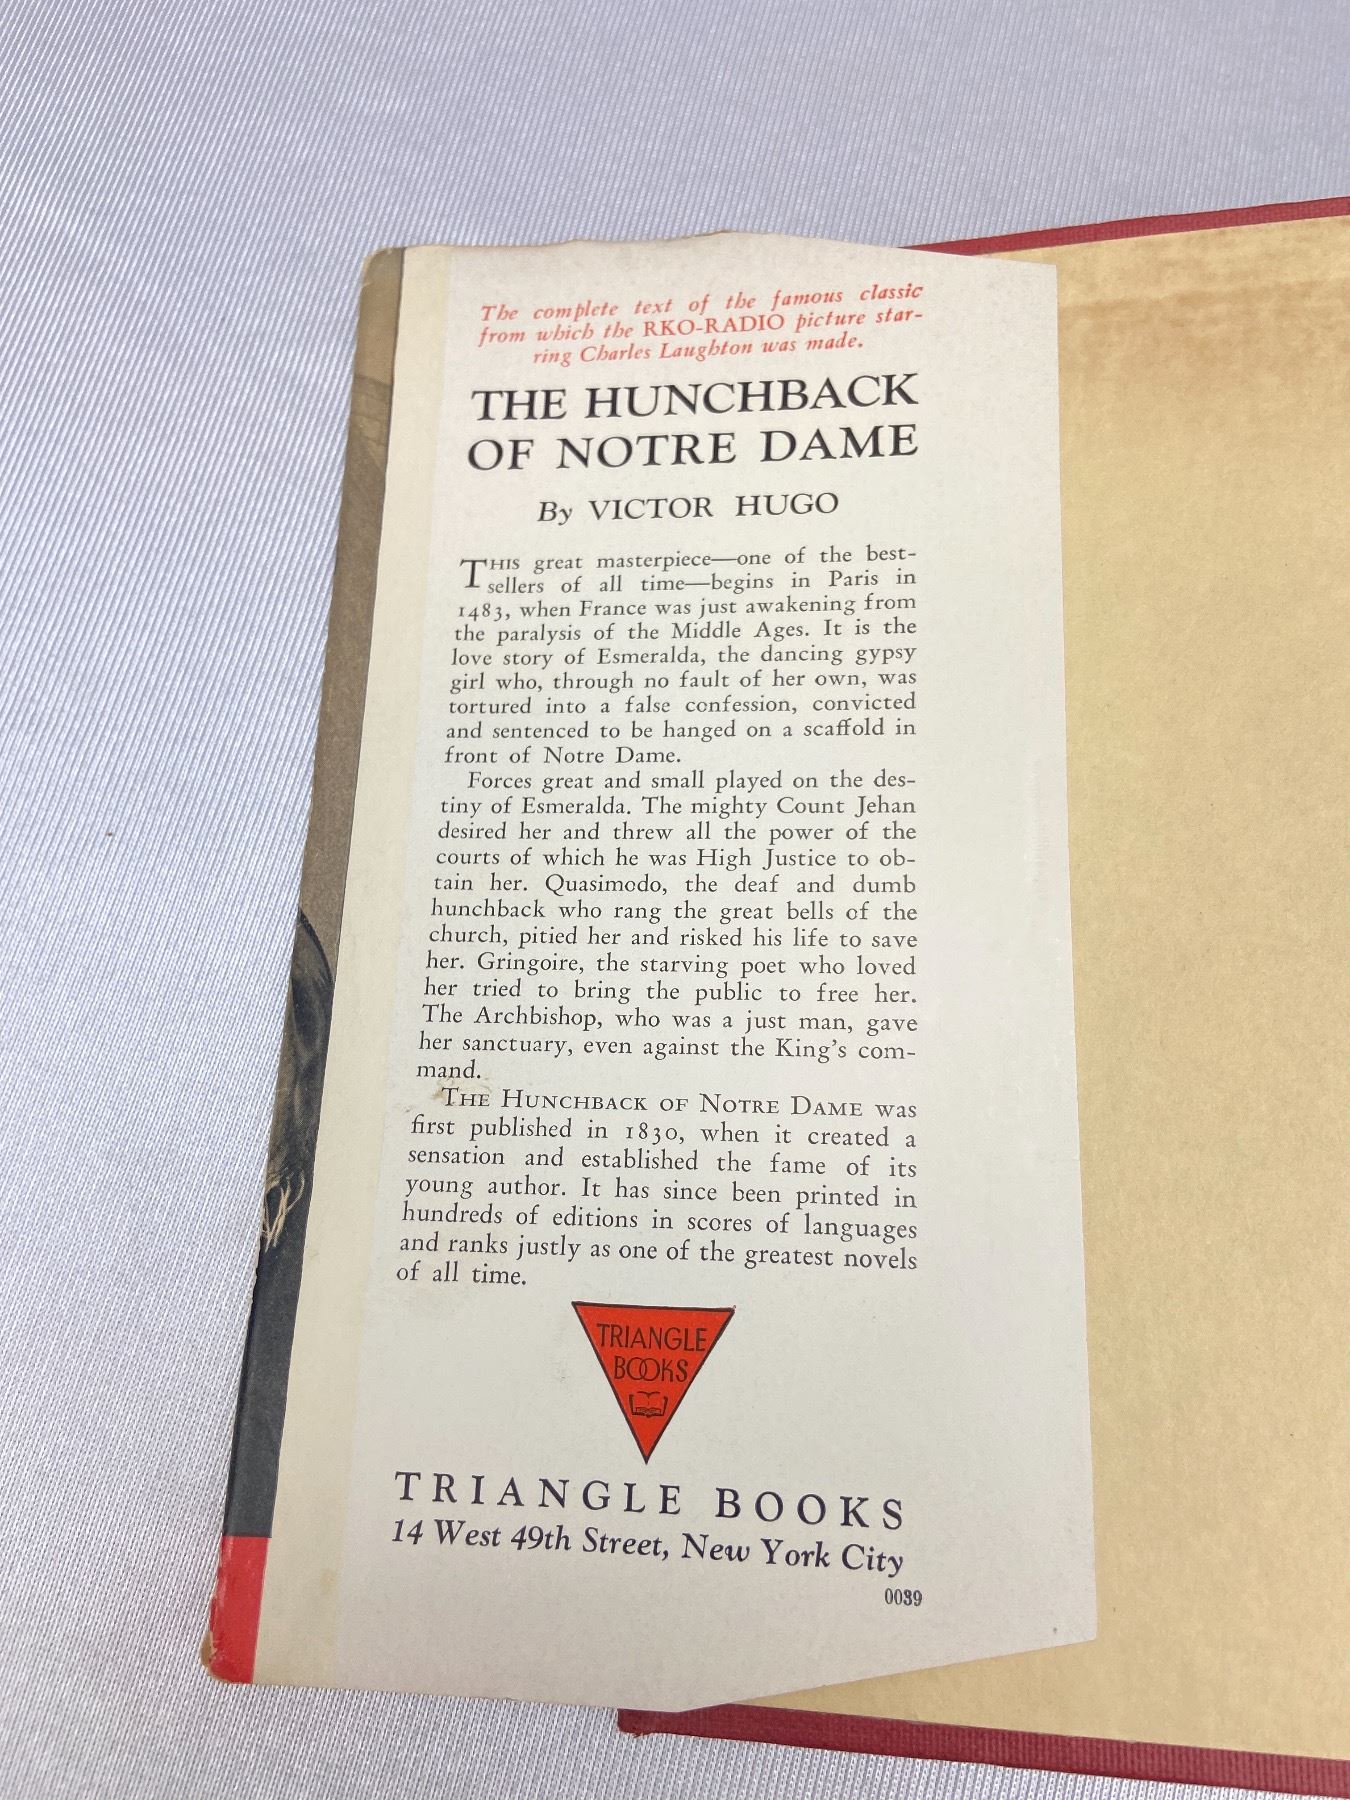 The complete text of the famous classic
from which the RKO-RADIO picture star-
ring Charles Laughton was made.
THE HUNCHBACK
OF NOTRE DAME
By VICTOR HUGO
THIS great masterpiece—one of the best-
sellers of all time—begins in Paris in
1483, when France was just awakening from
the paralysis of the Middle Ages. It is the
love story of Esmeralda, the dancing gypsy
girl who, through no fault of her own, was
tortured into a false confession, convicted
and sentenced to be hanged on a scaffold in
front of Notre Dame.
Forces great and small played on the des-
tiny of Esmeralda. The mighty Count Jehan
desired her and threw all the power of the
courts of which he was High Justice to ob-
tain her. Quasimodo, the deaf and dumb
hunchback who rang the great bells of the
church, pitied her and risked his life to save
her. Gringoire, the starving poet who loved
her tried to bring the public to free her.
The Archbishop, who was a just man, gave
her sanctuary, even against the King's com-
mand.
THE HUNCHBACK OF NOTRE DAME was
first published in 1830, when it created a
sensation and established the fame of its
young author. It has since been printed in
hundreds of editions in scores of languages
and ranks justly as one of the greatest novels
of all time.
TRIANGLE
BOOKS
TRIANGLE BOOKS
14 West 49th Street, New York City
0039